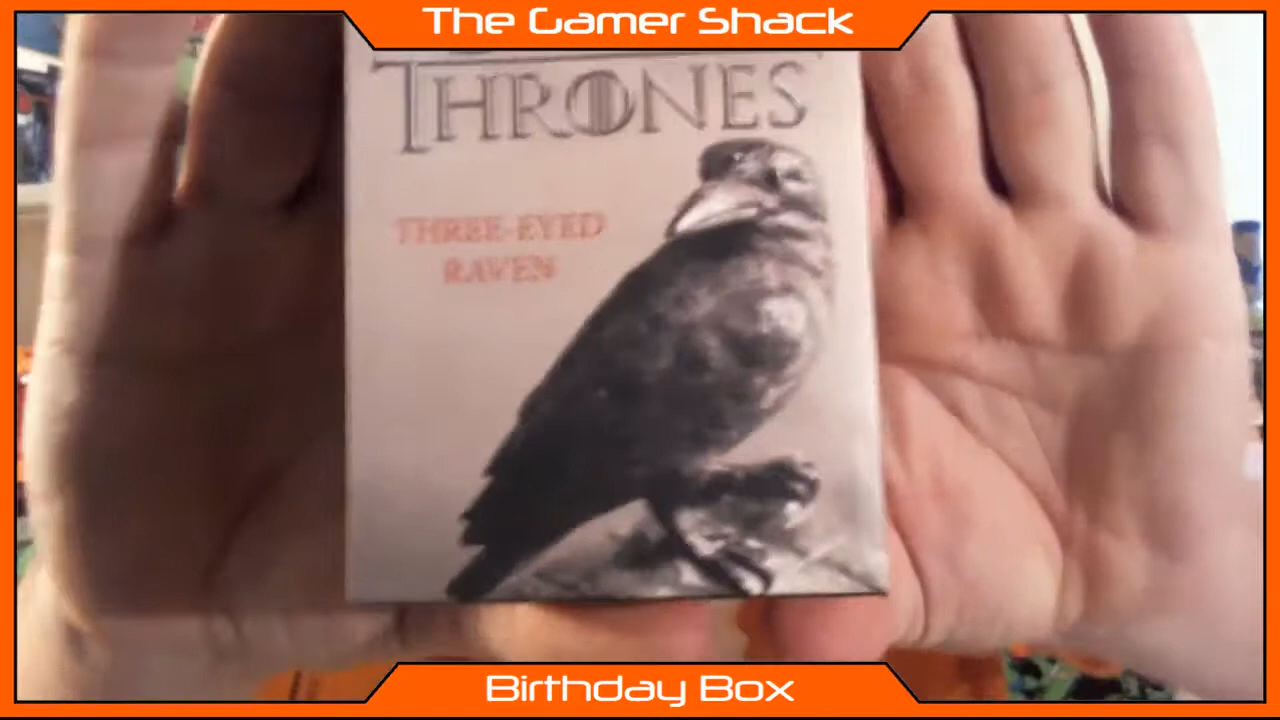 The Gamer Shack
THRONES
THREE-EYED
RAVEN
Birthday Box